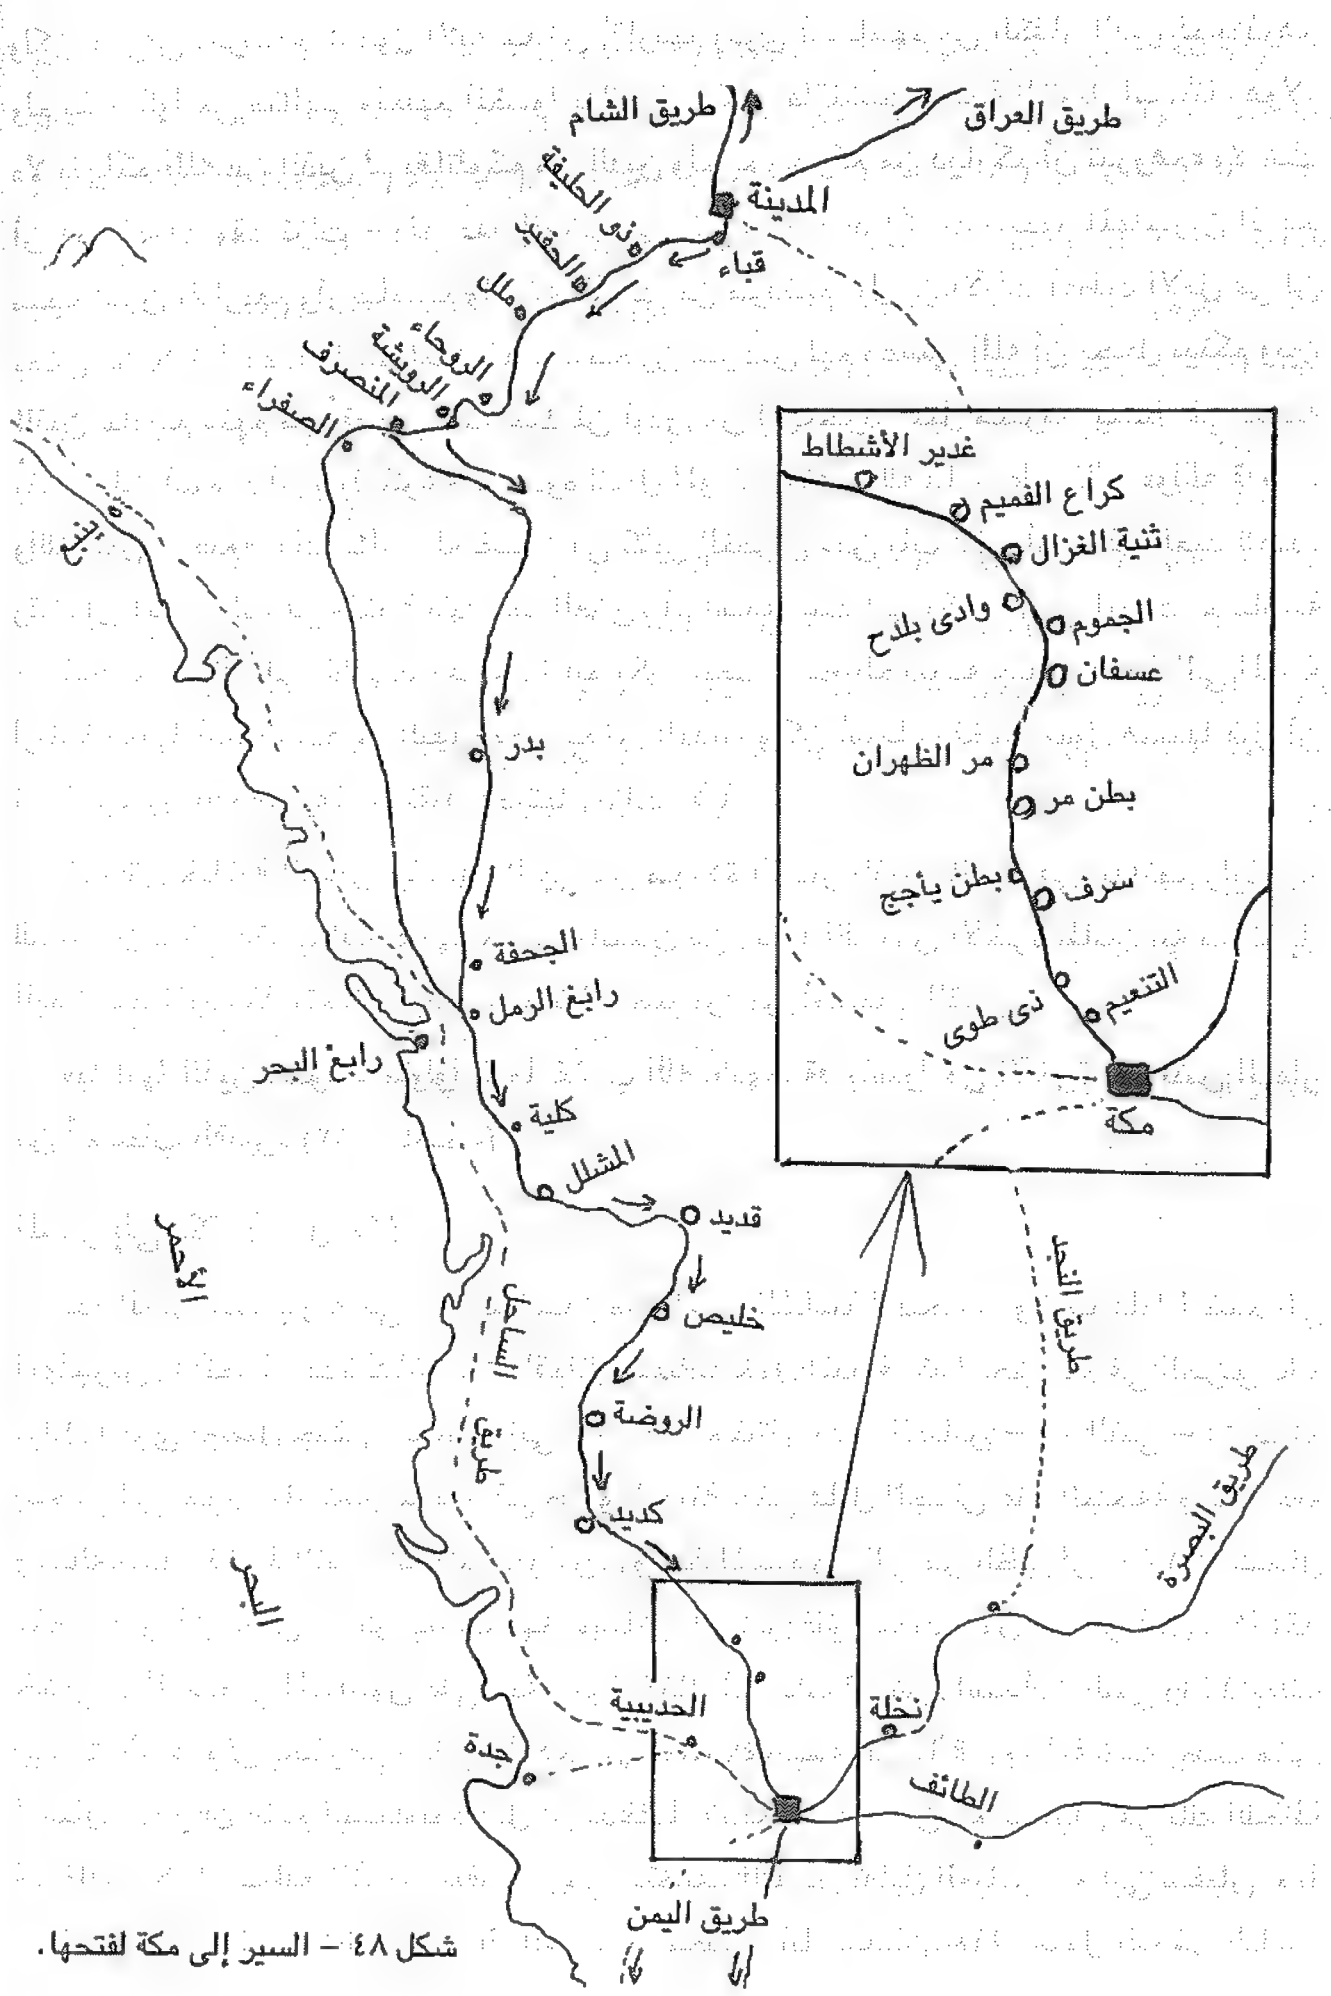 طريق الشام
طريق العراق
المدينة
ذو الحليفة
قباء
الحفير
ملل
الروحاء
الرويشة
المنصرف
الصفراء
ينبع
غدير الأشطاط
كراع الغميم
ثنية الغزال
وادى بلدح
الجموم
عسفان
مر الظهران
بطن مر
بطن يأجج
سرف
التنعيم
ذى طوى
مكة
بدر
الجحفة
رابغ الرمل
رابغ البحر
كلية
المشلل
قديد
خليص
الروضة
كديد
طريق النجد
طريق البصرة
طريق
الساحل
البحر
الأحمر
الحديبية
نخلة
جدة
الطائف
طريق اليمن
شكل ٤٨ – السير إلى مكة لفتحها.